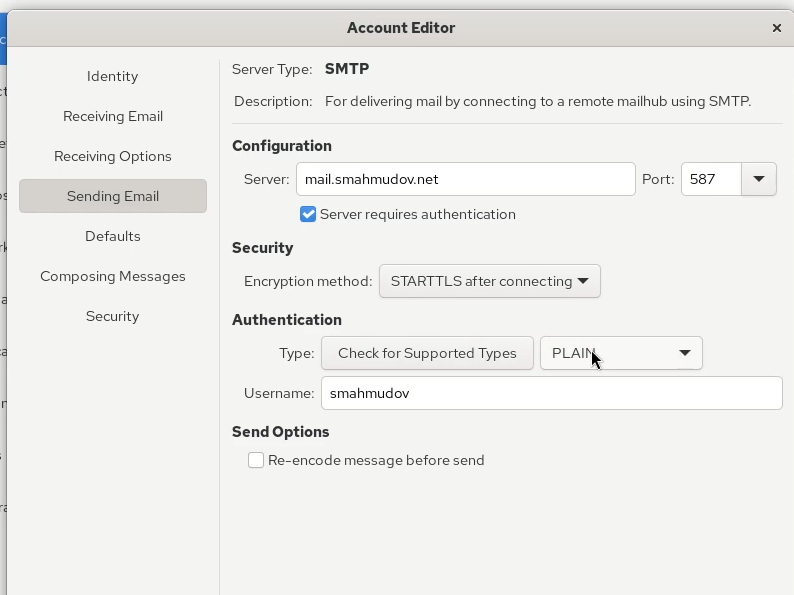 Account Editor
Identity
Receiving Email
Receiving Options
Sending Email
Defaults
Composing Messages
Security
Server Type: SMTP
Description: For delivering mail by connecting to a remote mailhub using SMTP.
Configuration
Server: mail.smahmudov.net Port: 587
Server requires authentication
Security
Encryption method: STARTTLS after connecting
Authentication
Type: Check for Supported Types PLAIN
Username: smahmudov
Send Options
Re-encode message before send